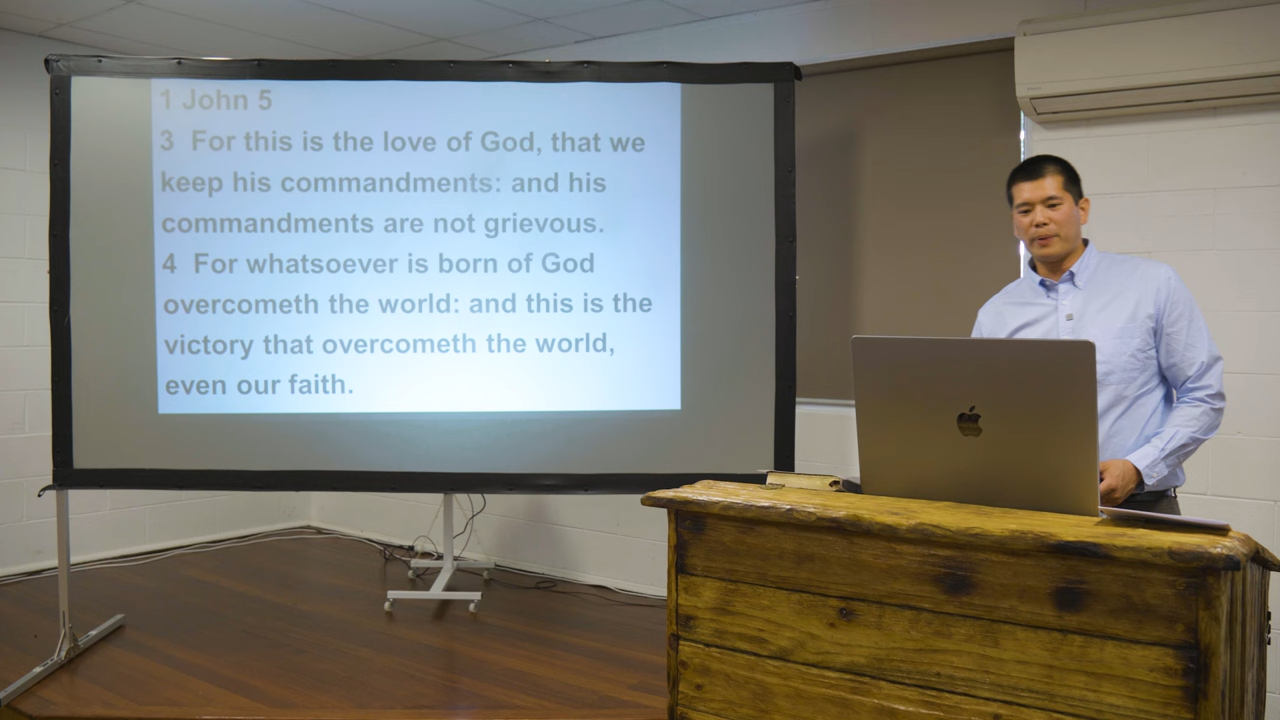 1 John 5
3 For this is the love of God, that we
keep his commandments: and his
commandments are not grievous.
4 For whatsoever is born of God
overcometh the world: and this is the
victory that overcometh the world,
even our faith.